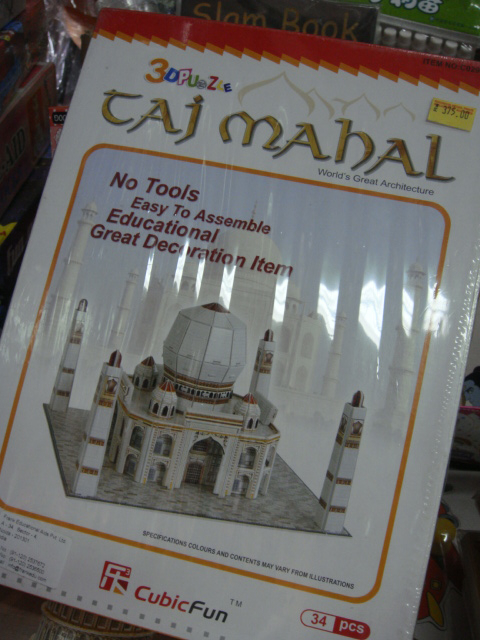 Slam Book
3D PUZZLE
₹ 375.00
Taj Mahal
World's Great Architecture
No Tools
Easy To Assemble
Educational
Great Decoration Item
SPECIFICATIONS COLOURS AND CONTENTS MAY VARY FROM ILLUSTRATIONS
CubicFun TM
34 pcs